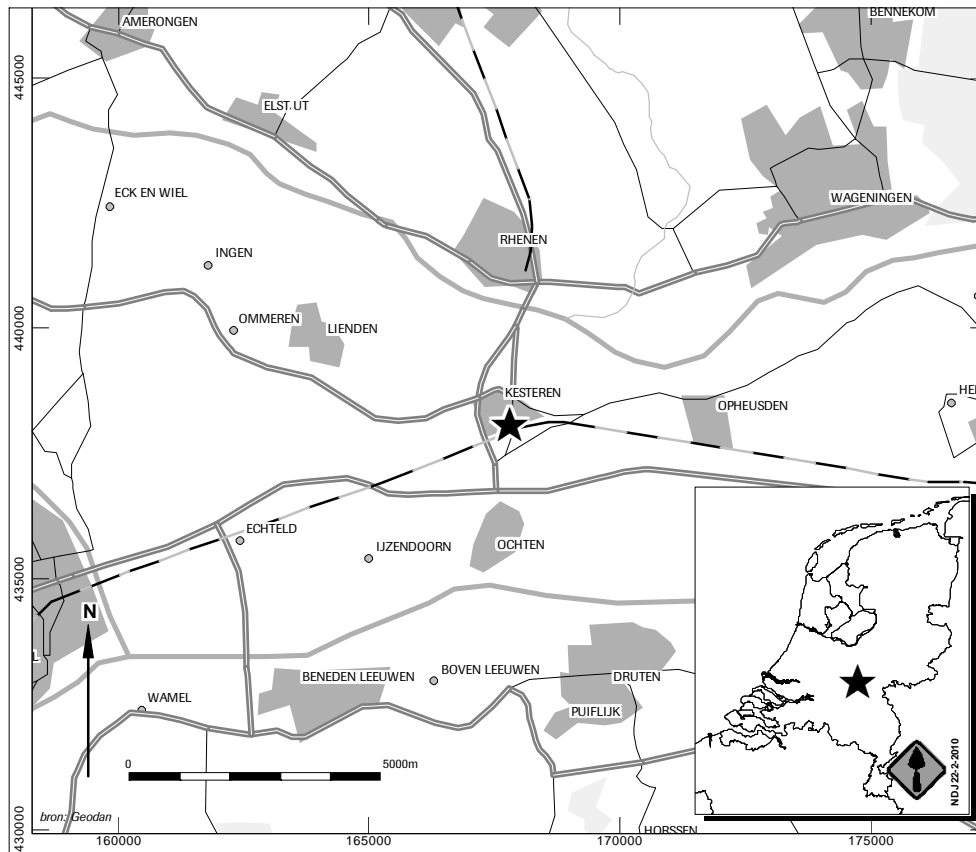 AMERONGEN
BENNEKOM
445000
ELST UT
ECK EN WIEL
WAGENINGEN
RHENEN
INGEN
OMMEREN
LIENDEN
440000
KESTEREN
OPHEUSDEN
ECHTELD
IJZENDOORN
OCHTEN
435000
N
BENEDEN LEEUWEN
BOVEN LEEUWEN
DRUTEN
WAMEL
PUIFLIJK
0
5000m
NDJ 22-2-2010
bron: Geodan
HORSSEN
430000
160000
165000
170000
175000